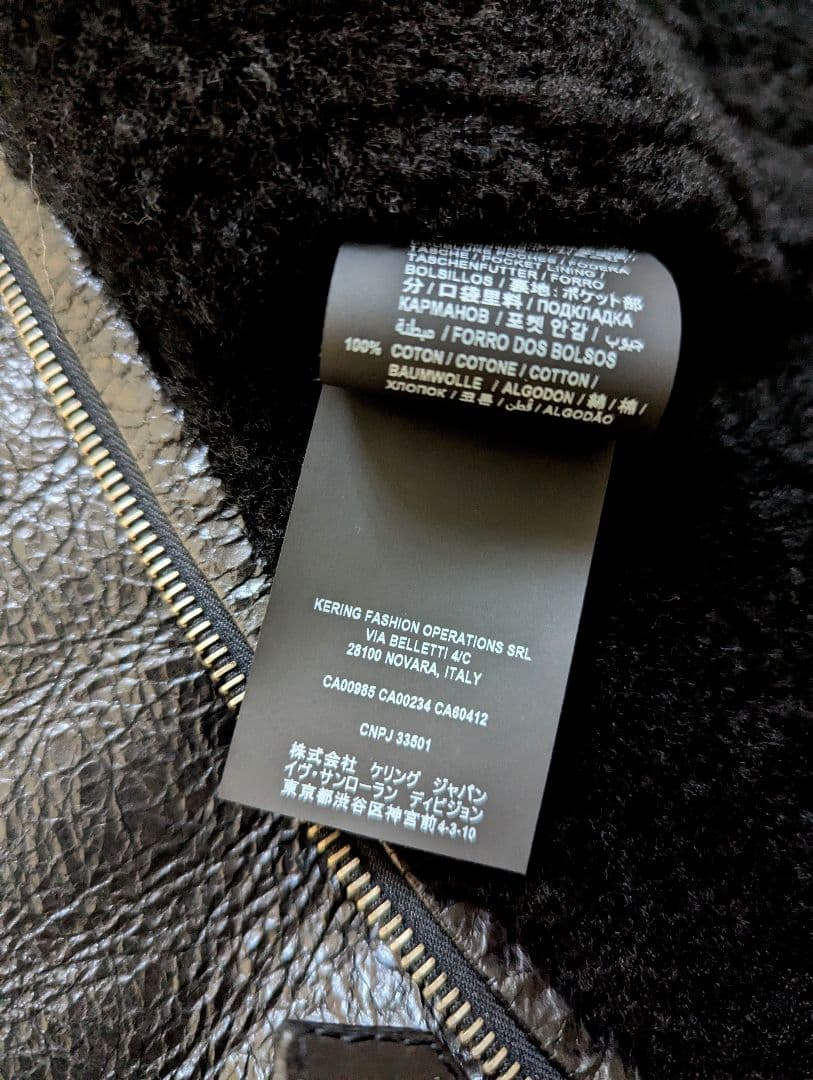 TASCHE / POCHES / FODERA
TASCHENFUTTER / FORRO
BOLSILLOS / 裏地:ポケット部
分 / 口袋里料 / ПОДКЛАДКА
КАРМАНОВ / 포켓 안감 / جيوب
مبطنة / FORRO DOS BOLSOS
100% COTON / COTONE / COTTON /
BAUMWOLLE / ALGODON / 綿 / 棉 /
ХЛОПОК / 코튼 / قطن / ALGODÃO
KERING FASHION OPERATIONS SRL
VIA BELLETTI 4/C
28100 NOVARA, ITALY
CA00985 CA00234 CA60412
CNPJ 33501
株式会社 ケリング ジャパン
イヴ・サンローラン ディビジョン
東京都渋谷区神宮前4-3-10